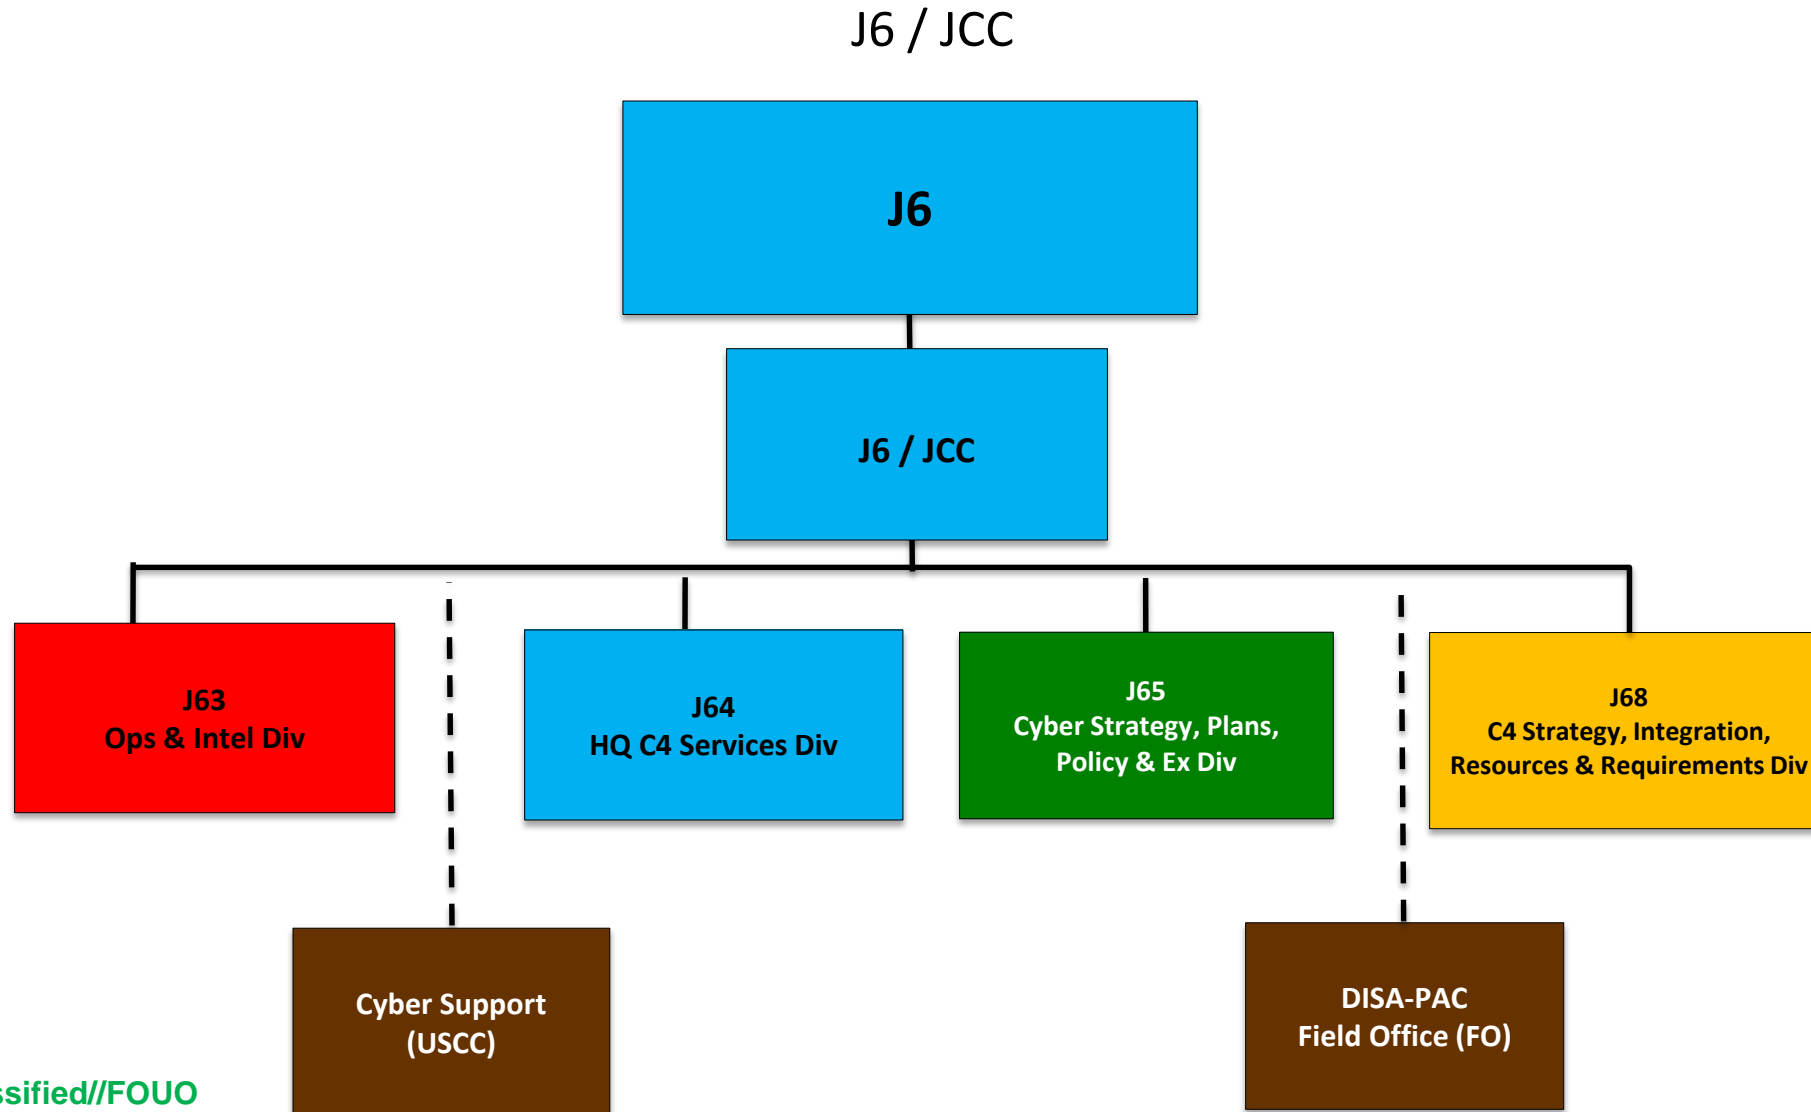 J6 / JCC
J6
J6 / JCC
J63
Ops & Intel Div
J64
HQ C4 Services Div
J65
Cyber Strategy, Plans,
Policy & Ex Div
J68
C4 Strategy, Integration,
Resources & Requirements Div
Cyber Support
(USCC)
DISA-PAC
Field Office (FO)
ssified//FOUO